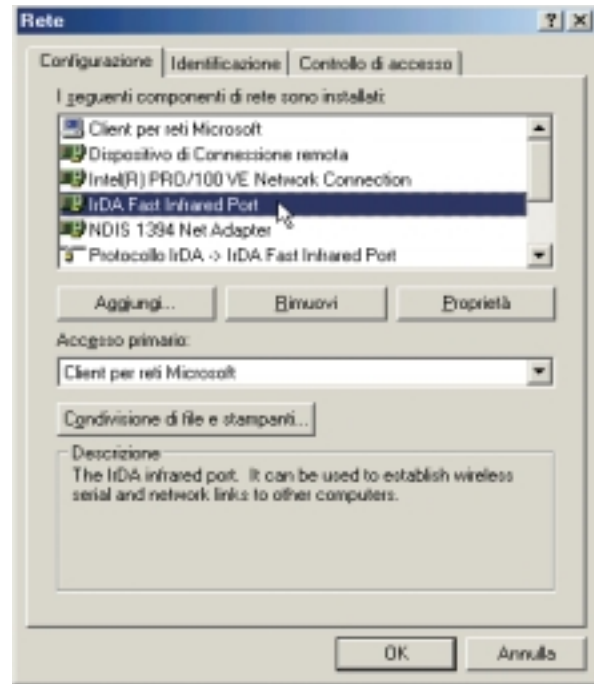 Rete
Configurazione
Identificazione
Controllo di accesso
I seguenti componenti di rete sono installati:
Client per reti Microsoft
Dispositivo di Connessione remota
Intel(R) PRO/100 VE Network Connection
IrDA Fast Infrared Port
NDIS 1394 Net Adapter
Protocollo IrDA -> IrDA Fast Infrared Port
Aggiungi...
Rimuovi
Proprietà
Accesso primario:
Client per reti Microsoft
Condivisione di file e stampanti...
Descrizione
The IrDA infrared port. It can be used to establish wireless
serial and network links to other computers.
OK
Annulla